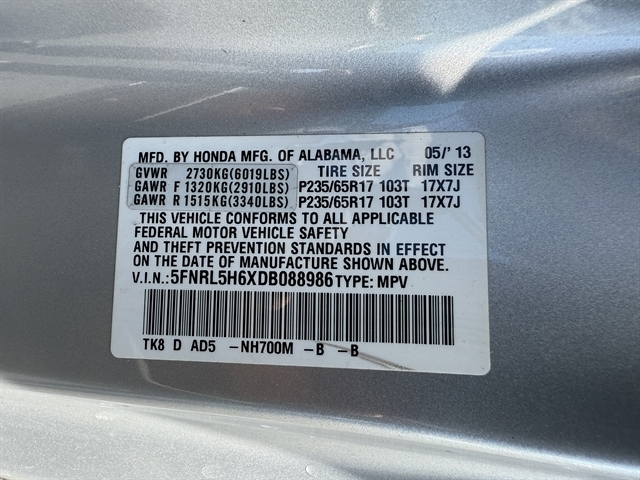 MFD. BY HONDA MFG. OF ALABAMA, LLC 05/' 13
GVWR 2730KG(6019LBS) TIRE SIZE RIM SIZE
GAWR F 1320KG(2910LBS) P235/65R17 103T 17X7J
GAWR R 1515KG(3340LBS) P235/65R17 103T 17X7J
THIS VEHICLE CONFORMS TO ALL APPLICABLE
FEDERAL MOTOR VEHICLE SAFETY
AND THEFT PREVENTION STANDARDS IN EFFECT
ON THE DATE OF MANUFACTURE SHOWN ABOVE.
V.I.N.:5FNRL5H6XDB088986 TYPE: MPV
TK8 D AD5 -NH700M -B -B